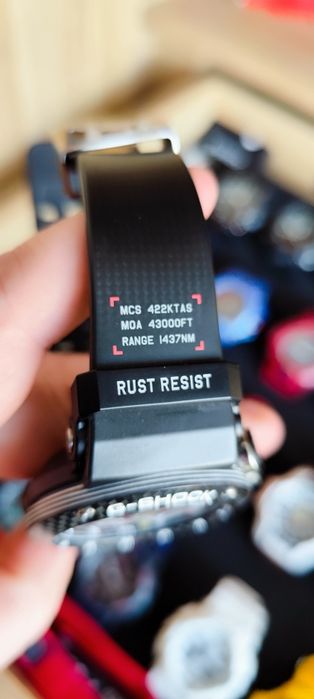 MCS 422KTAS
MOA 43000FT
RANGE 1437NM
RUST RESIST
G-SHOCK